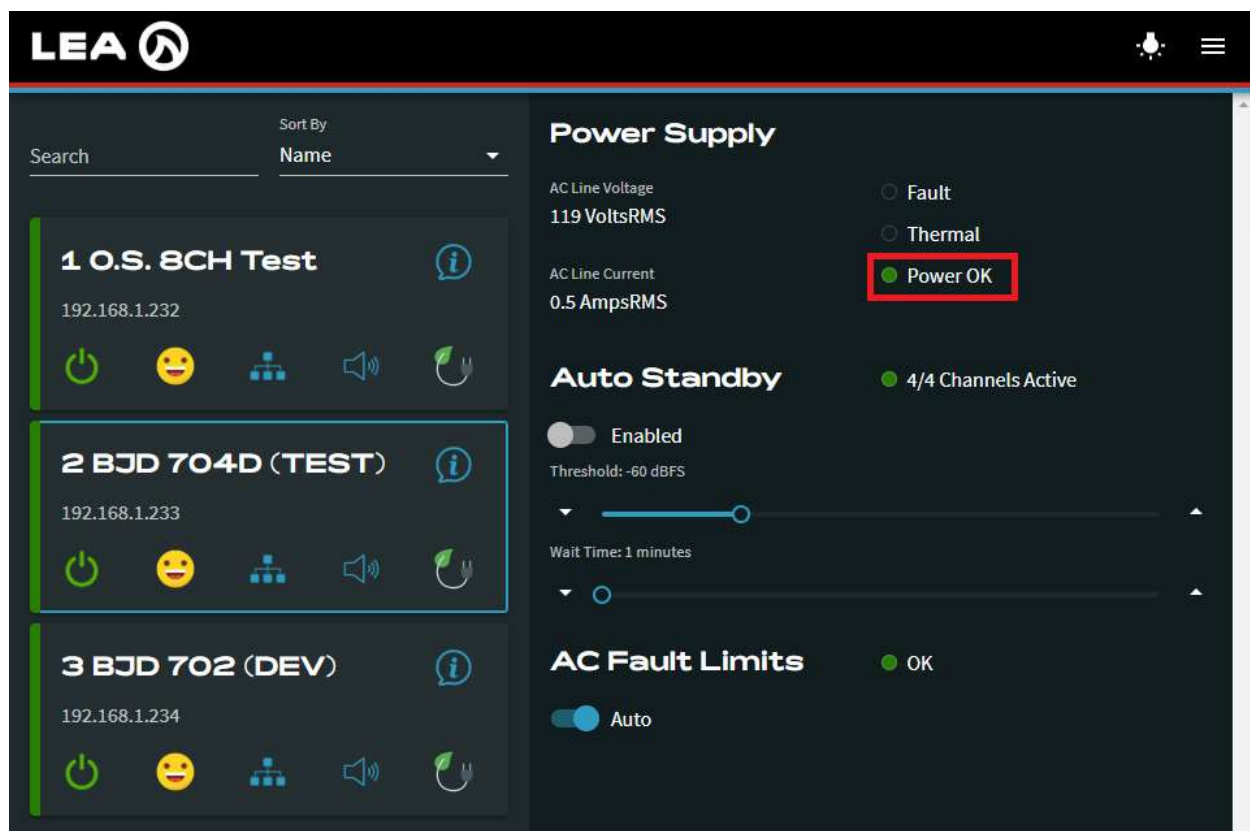 LEA
Search
Sort By
Name
1 O.S. 8CH Test
192.168.1.232
2 BJD 704D (TEST)
192.168.1.233
3 BJD 702 (DEV)
192.168.1.234
Power Supply
AC Line Voltage
119 VoltsRMS
AC Line Current
0.5 AmpsRMS
Fault
Thermal
Power OK
Auto Standby
4/4 Channels Active
Enabled
Threshold: -60 dBFS
Wait Time: 1 minutes
AC Fault Limits
OK
Auto